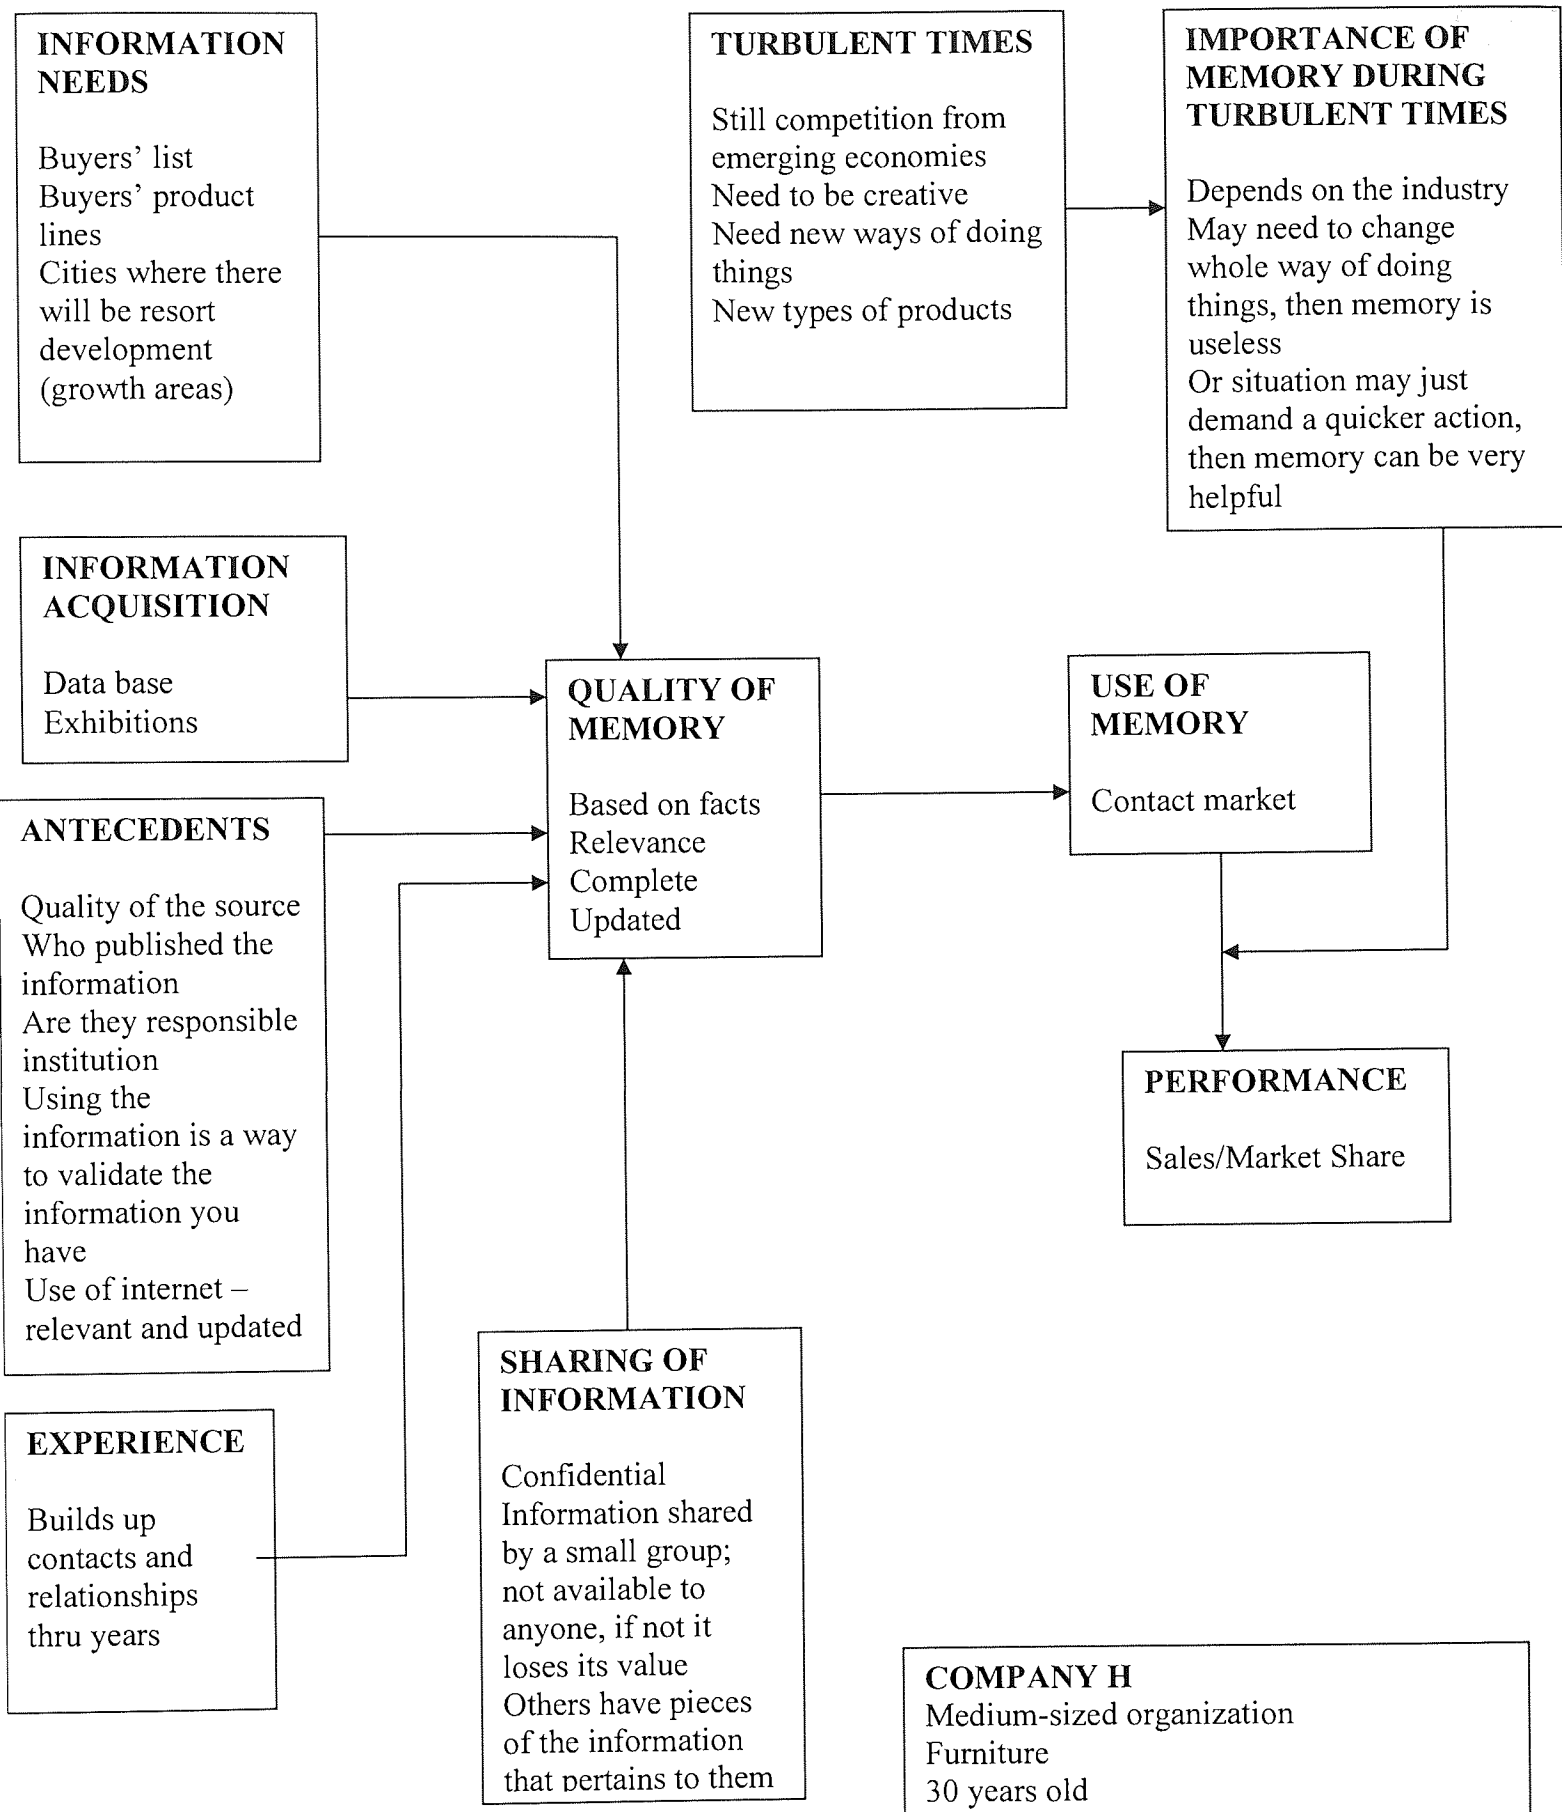 INFORMATION
NEEDS
Buyers’ list
Buyers’ product
lines
Cities where there
will be resort
development
(growth areas)
TURBULENT TIMES
Still competition from
emerging economies
Need to be creative
Need new ways of doing
things
New types of products
IMPORTANCE OF
MEMORY DURING
TURBULENT TIMES
Depends on the industry
May need to change
whole way of doing
things, then memory is
useless
Or situation may just
demand a quicker action,
then memory can be very
helpful
INFORMATION
ACQUISITION
Data base
Exhibitions
QUALITY OF
MEMORY
Based on facts
Relevance
Complete
Updated
USE OF
MEMORY
Contact market
ANTECEDENTS
Quality of the source
Who published the
information
Are they responsible
institution
Using the
information is a way
to validate the
information you
have
Use of internet –
relevant and updated
PERFORMANCE
Sales/Market Share
EXPERIENCE
Builds up
contacts and
relationships
thru years
SHARING OF
INFORMATION
Confidential
Information shared
by a small group;
not available to
anyone, if not it
loses its value
Others have pieces
of the information
that pertains to them
COMPANY H
Medium-sized organization
Furniture
30 years old